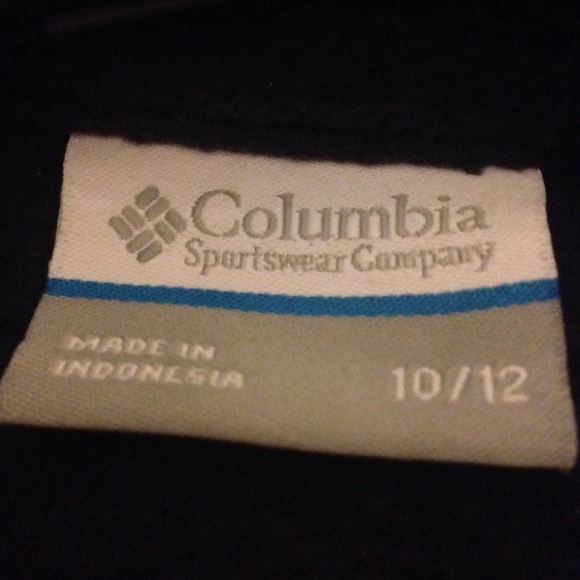 Columbia
Sportswear Company
MADE IN
INDONESIA
10/12